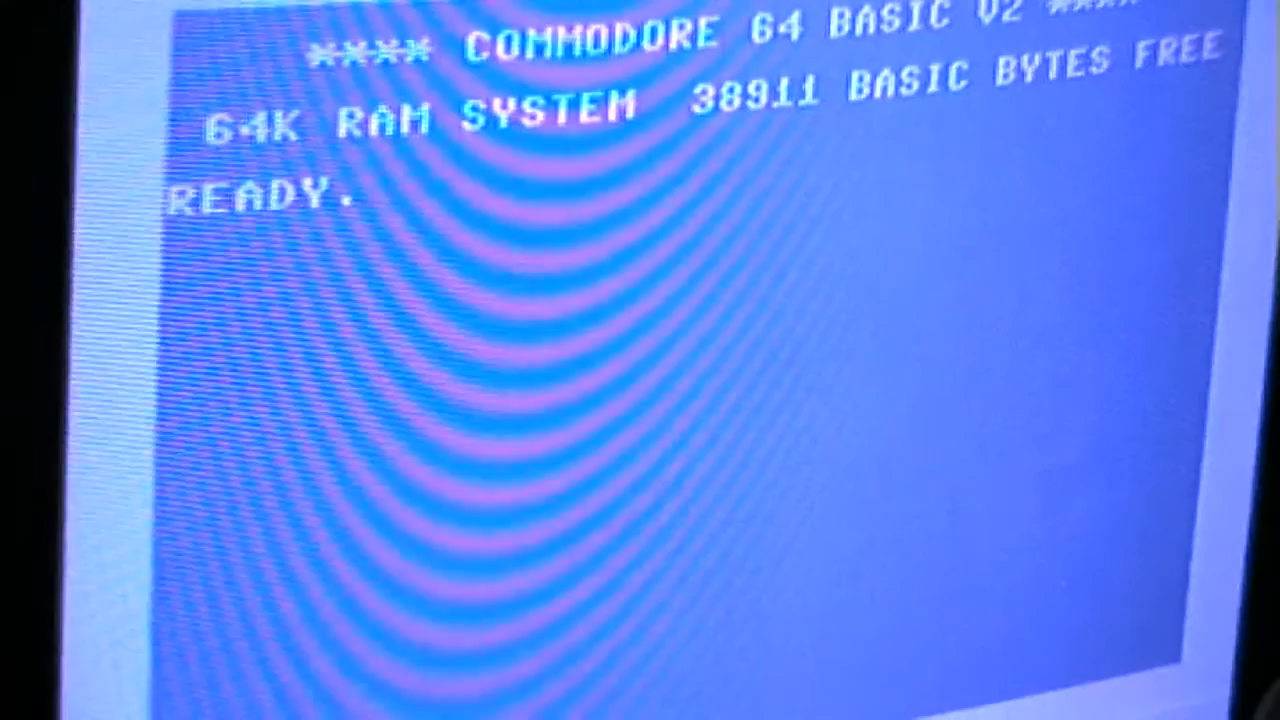 **** COMMODORE 64 BASIC V2 ****
64K RAM SYSTEM 38911 BASIC BYTES FREE
READY.